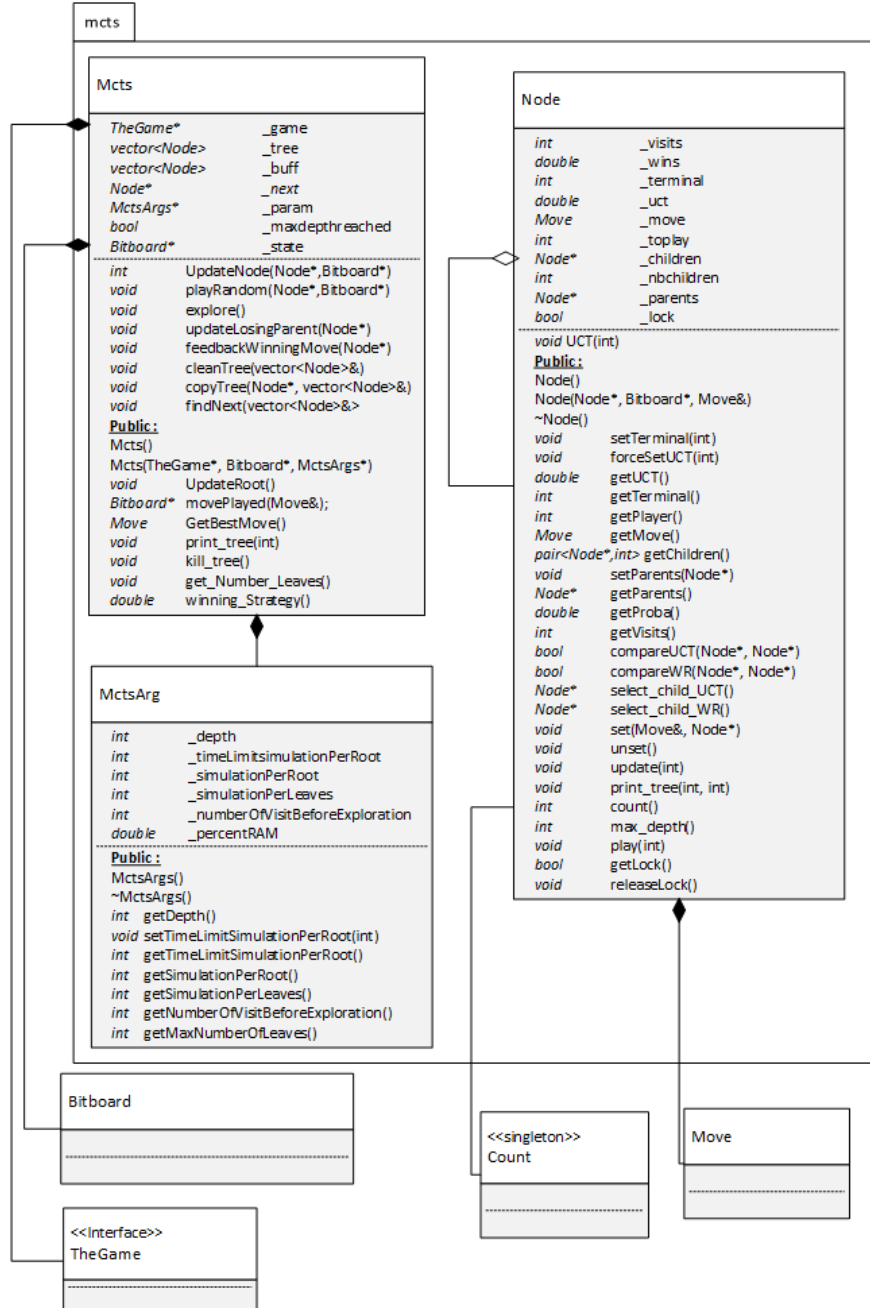 mcts
Mcts
TheGame* _game
vector<Node> _tree
vector<Node> _buff
Node* _next
MctsArgs* _param
bool _maxdepthreached
Bitboard* _state
int UpdateNode(Node*,Bitboard*)
void playRandom(Node*,Bitboard*)
void explore()
void updateLosingParent(Node*)
void feedbackWinningMove(Node*)
void cleanTree(vector<Node>&)
void copyTree(Node*, vector<Node>&)
void findNext(vector<Node>&>
Public :
Mcts()
Mcts(TheGame*, Bitboard*, MctsArgs*)
void UpdateRoot()
Bitboard* movePlayed(Move&);
Move GetBestMove()
void print_tree(int)
void kill_tree()
void get_Number_Leaves()
double winning_Strategy()
MctsArg
int _depth
int _timeLimitsimulationPerRoot
int _simulationPerRoot
int _simulationPerLeaves
int _numberOfVisitBeforeExploration
double _percentRAM
Public :
MctsArgs()
~MctsArgs()
int getDepth()
void setTimeLimitSimulationPerRoot(int)
int getTimeLimitSimulationPerRoot()
int getSimulationPerRoot()
int getSimulationPerLeaves()
int getNumberOfVisitBeforeExploration()
int getMaxNumberOfLeaves()
Node
int _visits
double _wins
int _terminal
double _uct
Move _move
int _toplay
Node* _children
int _nbchildren
Node* _parents
bool _lock
void UCT(int)
Public :
Node()
Node(Node*, Bitboard*, Move&)
~Node()
void setTerminal(int)
void forceSetUCT(int)
double getUCT()
int getTerminal()
int getPlayer()
Move getMove()
pair<Node*,int> getChildren()
void setParents(Node*)
Node* getParents()
double getProba()
int getVisits()
bool compareUCT(Node*, Node*)
bool compareWR(Node*, Node*)
Node* select_child_UCT()
Node* select_child_WR()
void set(Move&, Node*)
void unset()
void update(int)
void print_tree(int, int)
int count()
int max_depth()
void play(int)
bool getLock()
void releaseLock()
Bitboard
<<singleton>>
Count
Move
<<Interface>>
TheGame